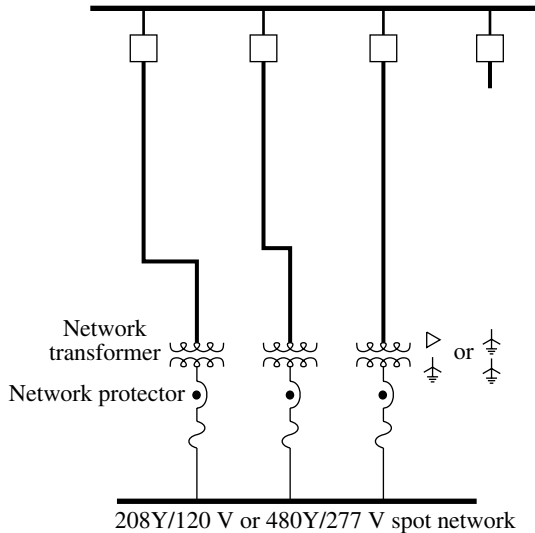 Network
transformer
or
Network protector
208Y/120 V or 480Y/277 V spot network